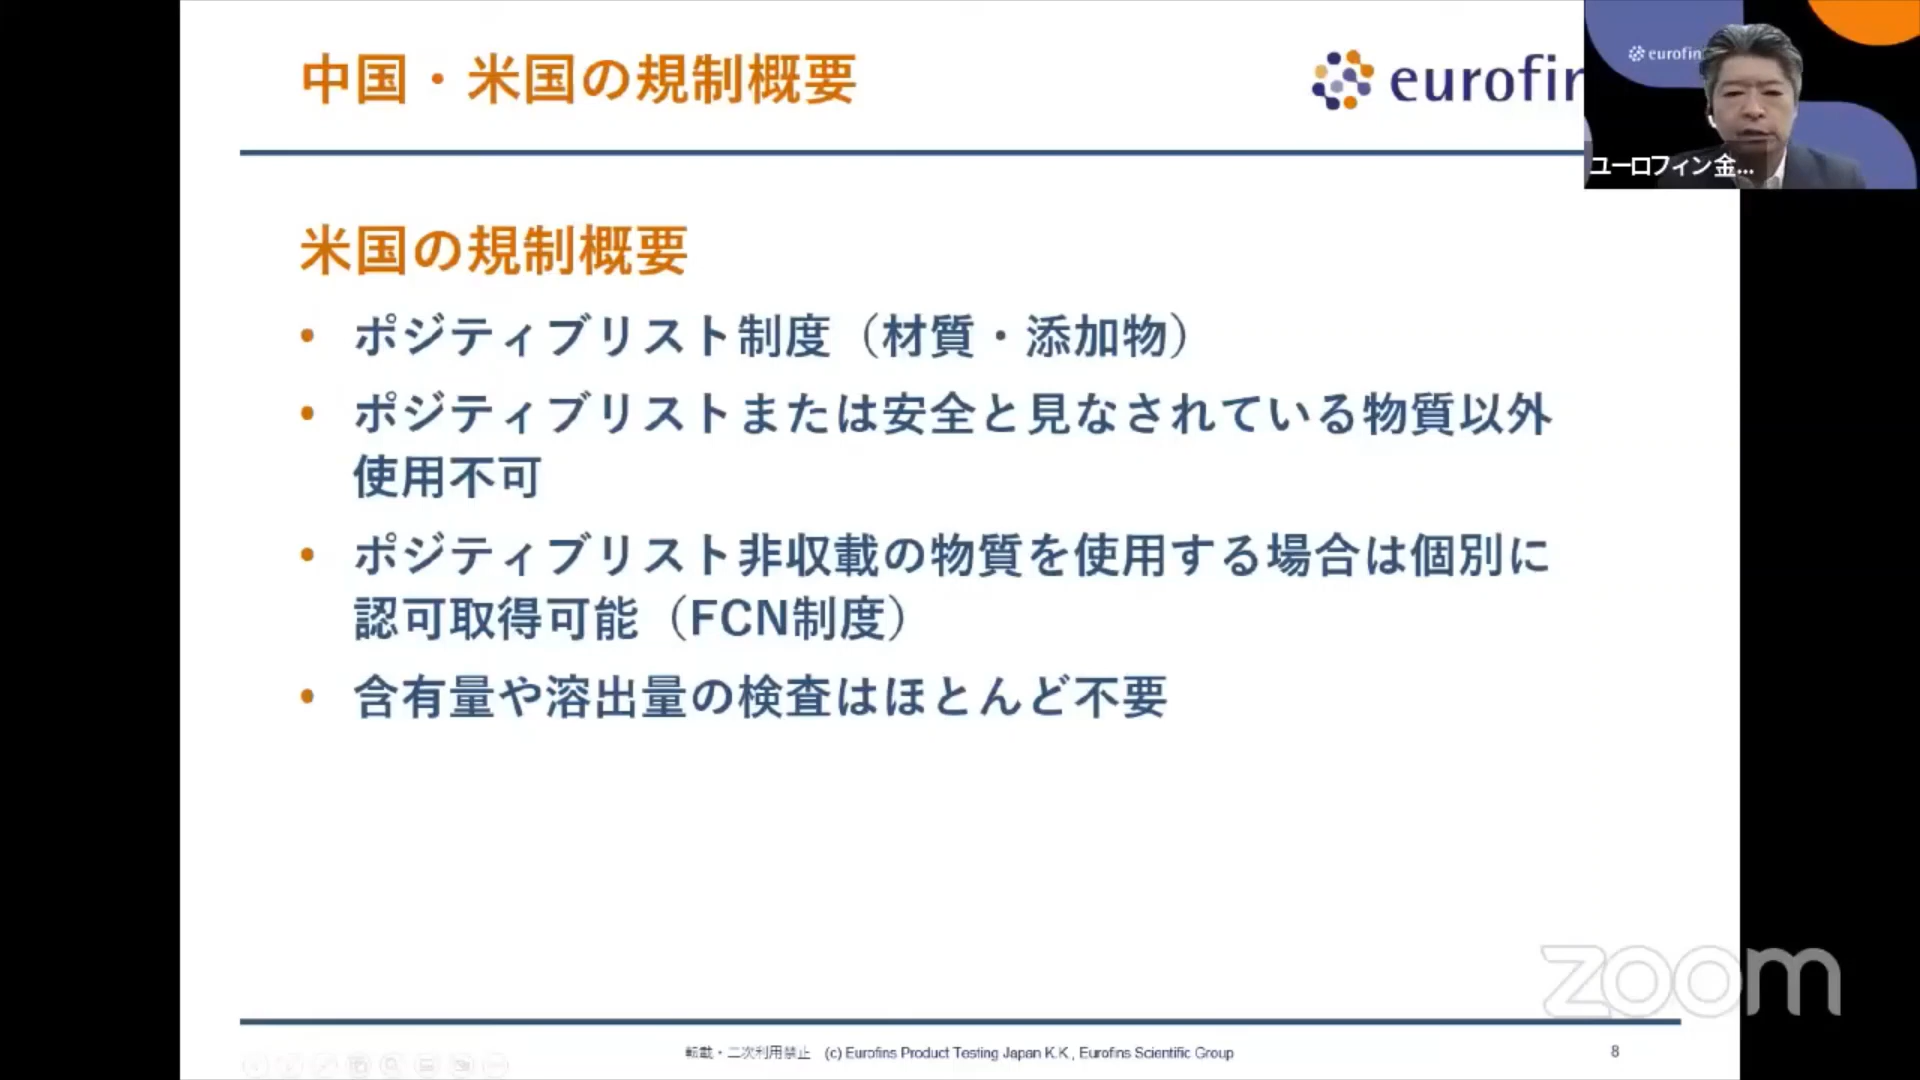 中国・米国の規制概要
eurofin
eurofin
ユーロフィン金...
米国の規制概要
• ポジティブリスト制度（材質・添加物）
• ポジティブリストまたは安全と見なされている物質以外
使用不可
• ポジティブリスト非収載の物質を使用する場合は個別に
認可取得可能（FCN制度）
• 含有量や溶出量の検査はほとんど不要
zoom
転載・二次利用禁止 (c) Eurofins Product Testing Japan K.K., Eurofins Scientific Group
8